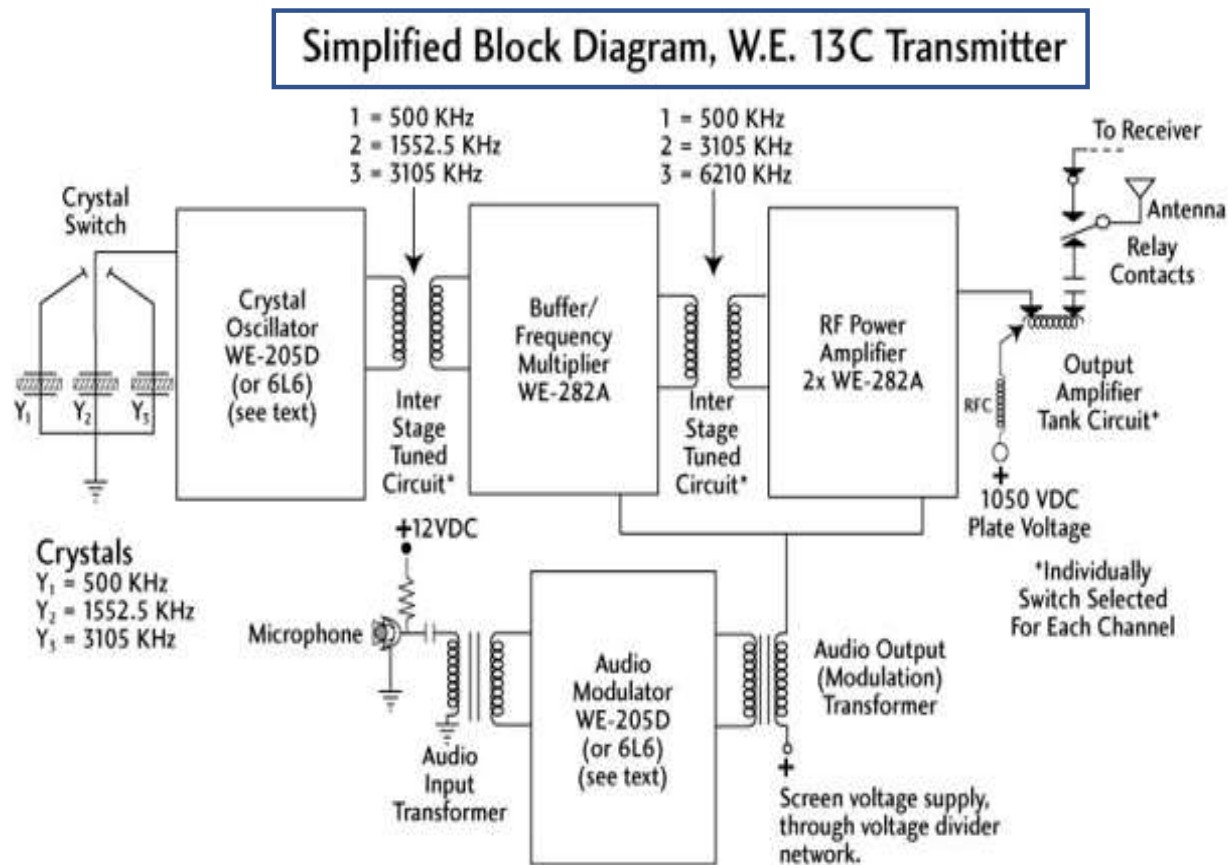 Simplified Block Diagram, W.E. 13C Transmitter
1 = 500 KHz
2 = 1552.5 KHz
3 = 3105 KHz
1 = 500 KHz
2 = 3105 KHz
3 = 6210 KHz
To Receiver
Antenna
Relay
Contacts
Crystal
Switch
Y₁
Y₂
Y₃
Crystal
Oscillator
WE-205D
(or 6L6)
(see text)
Inter
Stage
Tuned
Circuit*
Buffer/
Frequency
Multiplier
WE-282A
Inter
Stage
Tuned
Circuit*
RF Power
Amplifier
2x WE-282A
Output
Amplifier
Tank Circuit*
RFC
+
1050 VDC
Plate Voltage
*Individually
Switch Selected
For Each Channel
Crystals
Y₁ = 500 KHz
Y₂ = 1552.5 KHz
Y₃ = 3105 KHz
+12VDC
Microphone
Audio
Input
Transformer
Audio
Modulator
WE-205D
(or 6L6)
(see text)
Audio Output
(Modulation)
Transformer
+
Screen voltage supply,
through voltage divider
network.